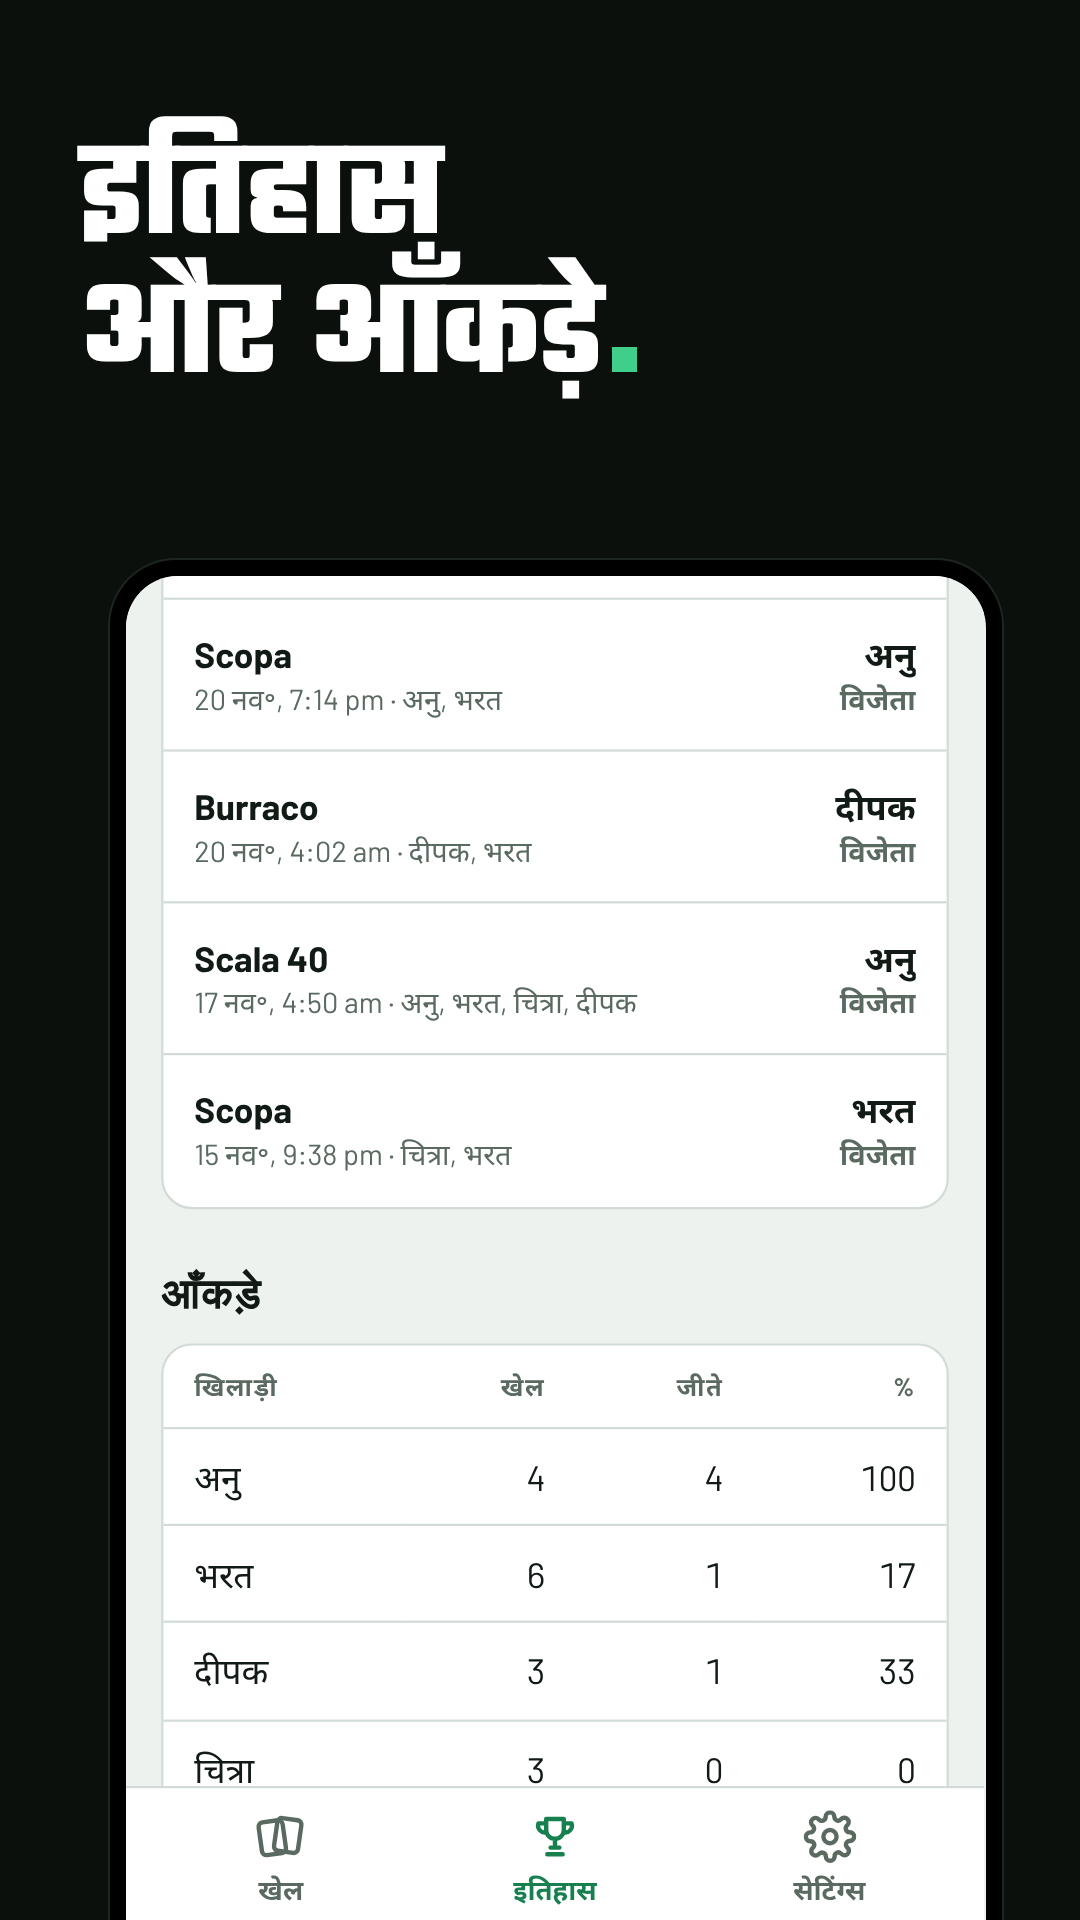 इतिहास
और आँकड़े.
Scopa अनु
20 नव॰, 7:14 pm · अनु, भरत विजेता
Burraco दीपक
20 नव॰, 4:02 am · दीपक, भरत विजेता
Scala 40 अनु
17 नव॰, 4:50 am · अनु, भरत, चित्रा, दीपक विजेता
Scopa भरत
15 नव॰, 9:38 pm · चित्रा, भरत विजेता
आँकड़े
खिलाड़ी खेल जीते %
अनु 4 4 100
भरत 6 1 17
दीपक 3 1 33
चित्रा 3 0 0
खेल इतिहास सेटिंग्स